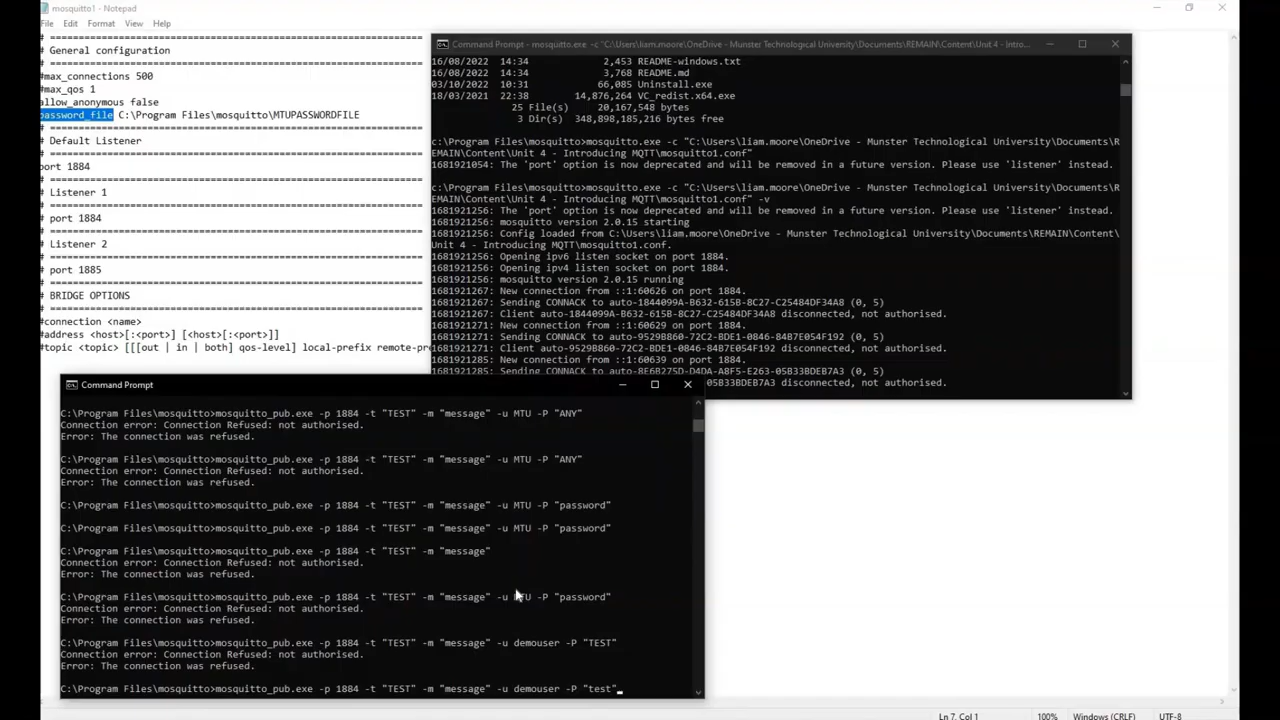 mosquitto1 - Notepad
File Edit Format View Help
# =======================================================
# General configuration
# =======================================================
#max_connections 500
#max_qos 1
allow_anonymous false
password_file C:\Program Files\mosquitto\MTUPASSWORDFILE
# =======================================================
# Default Listener
# =======================================================
port 1884
# =======================================================
# Listener 1
# =======================================================
# port 1884
# =======================================================
# Listener 2
# =======================================================
# port 1885
# =======================================================
# BRIDGE OPTIONS
# =======================================================
#connection <name>
#address <host>[:<port>] [<host>[:<port>]]
#topic <topic> [[[out | in | both] qos-level] local-prefix remote-pr
Command Prompt - mosquitto.exe -c "C:\Users\liam.moore\OneDrive - Munster Technological University\Documents\REMAIN\Content\Unit 4 - Intro...
16/08/2022 14:34 2,453 README-windows.txt
16/08/2022 14:34 3,768 README.md
03/10/2022 10:31 66,085 Uninstall.exe
18/03/2021 22:38 14,876,264 VC_redist.x64.exe
25 File(s) 20,167,548 bytes
3 Dir(s) 348,898,185,216 bytes free
c:\Program Files\mosquitto>mosquitto.exe -c "C:\Users\liam.moore\OneDrive - Munster Technological University\Documents\R
EMAIN\Content\Unit 4 - Introducing MQTT\mosquitto1.conf"
1681921054: The 'port' option is now deprecated and will be removed in a future version. Please use 'listener' instead.
c:\Program Files\mosquitto>mosquitto.exe -c "C:\Users\liam.moore\OneDrive - Munster Technological University\Documents\R
EMAIN\Content\Unit 4 - Introducing MQTT\mosquitto1.conf" -v
1681921256: The 'port' option is now deprecated and will be removed in a future version. Please use 'listener' instead.
1681921256: mosquitto version 2.0.15 starting
1681921256: Config loaded from C:\Users\liam.moore\OneDrive - Munster Technological University\Documents\REMAIN\Content\
Unit 4 - Introducing MQTT\mosquitto1.conf.
1681921256: Opening ipv6 listen socket on port 1884.
1681921256: Opening ipv4 listen socket on port 1884.
1681921256: mosquitto version 2.0.15 running
1681921267: New connection from ::1:60626 on port 1884.
1681921267: Sending CONNACK to auto-1844099A-B632-615B-8C27-C25484DF34A8 (0, 5)
1681921267: Client auto-1844099A-B632-615B-8C27-C25484DF34A8 disconnected, not authorised.
1681921271: New connection from ::1:60629 on port 1884.
1681921271: Sending CONNACK to auto-9529B860-72C2-BDE1-0846-84B7E054F192 (0, 5)
1681921271: Client auto-9529B860-72C2-BDE1-0846-84B7E054F192 disconnected, not authorised.
1681921285: New connection from ::1:60639 on port 1884.
1681921285: Sending CONNACK to auto-8E6B275D-D4DA-A8F5-E263-05B33BDEB7A3 (0, 5)
05B33BDEB7A3 disconnected, not authorised.
Command Prompt
C:\Program Files\mosquitto>mosquitto_pub.exe -p 1884 -t "TEST" -m "message" -u MTU -P "ANY"
Connection error: Connection Refused: not authorised.
Error: The connection was refused.
C:\Program Files\mosquitto>mosquitto_pub.exe -p 1884 -t "TEST" -m "message" -u MTU -P "ANY"
Connection error: Connection Refused: not authorised.
Error: The connection was refused.
C:\Program Files\mosquitto>mosquitto_pub.exe -p 1884 -t "TEST" -m "message" -u MTU -P "password"
C:\Program Files\mosquitto>mosquitto_pub.exe -p 1884 -t "TEST" -m "message" -u MTU -P "password"
C:\Program Files\mosquitto>mosquitto_pub.exe -p 1884 -t "TEST" -m "message"
Connection error: Connection Refused: not authorised.
Error: The connection was refused.
C:\Program Files\mosquitto>mosquitto_pub.exe -p 1884 -t "TEST" -m "message" -u MTU -P "password"
Connection error: Connection Refused: not authorised.
Error: The connection was refused.
C:\Program Files\mosquitto>mosquitto_pub.exe -p 1884 -t "TEST" -m "message" -u demouser -P "TEST"
Connection error: Connection Refused: not authorised.
Error: The connection was refused.
C:\Program Files\mosquitto>mosquitto_pub.exe -p 1884 -t "TEST" -m "message" -u demouser -P "test"
Ln 7, Col 1 100% Windows (CRLF) UTF-8